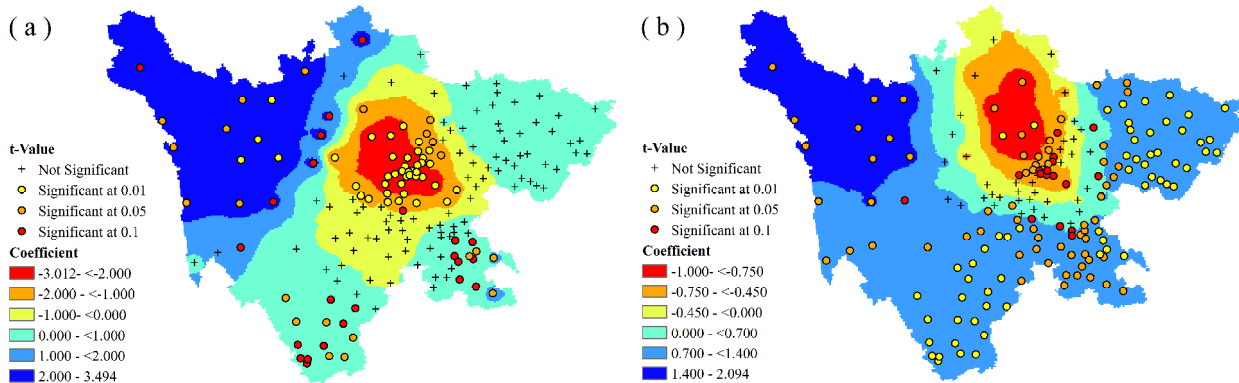 ( a )
t-Value
Not Significant
Significant at 0.01
Significant at 0.05
Significant at 0.1
Coefficient
-3.012- <-2.000
-2.000 - <-1.000
-1.000- <0.000
0.000 - <1.000
1.000 - <2.000
2.000 - 3.494
( b )
t-Value
Not Significant
Significant at 0.01
Significant at 0.05
Significant at 0.1
Coefficient
-1.000- <-0.750
-0.750 - <-0.450
-0.450 - <0.000
0.000 - <0.700
0.700 - <1.400
1.400 - 2.094